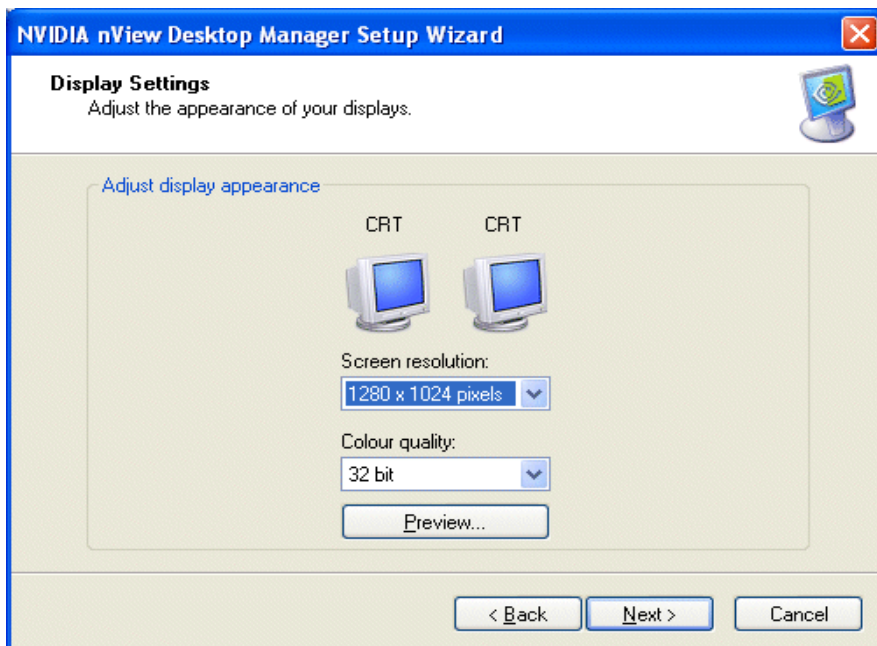 NVIDIA nView Desktop Manager Setup Wizard
Display Settings
Adjust the appearance of your displays.
Adjust display appearance
CRT CRT
Screen resolution:
1280 x 1024 pixels
Colour quality:
32 bit
Preview...
< Back Next > Cancel